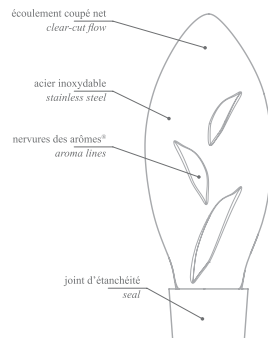 écoulement coupé net
clear-cut flow
acier inoxydable
stainless steel
nervures des arômes®
aroma lines
joint d’étanchéité
seal